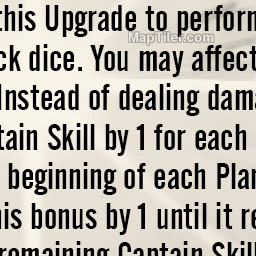 this Upgrade to perform
ck dice. You may affect
Instead of dealing dama
tain Skill by 1 for each
beginning of each Plan
his bonus by 1 until it re
remaining Captain Skill
MapTiler.com